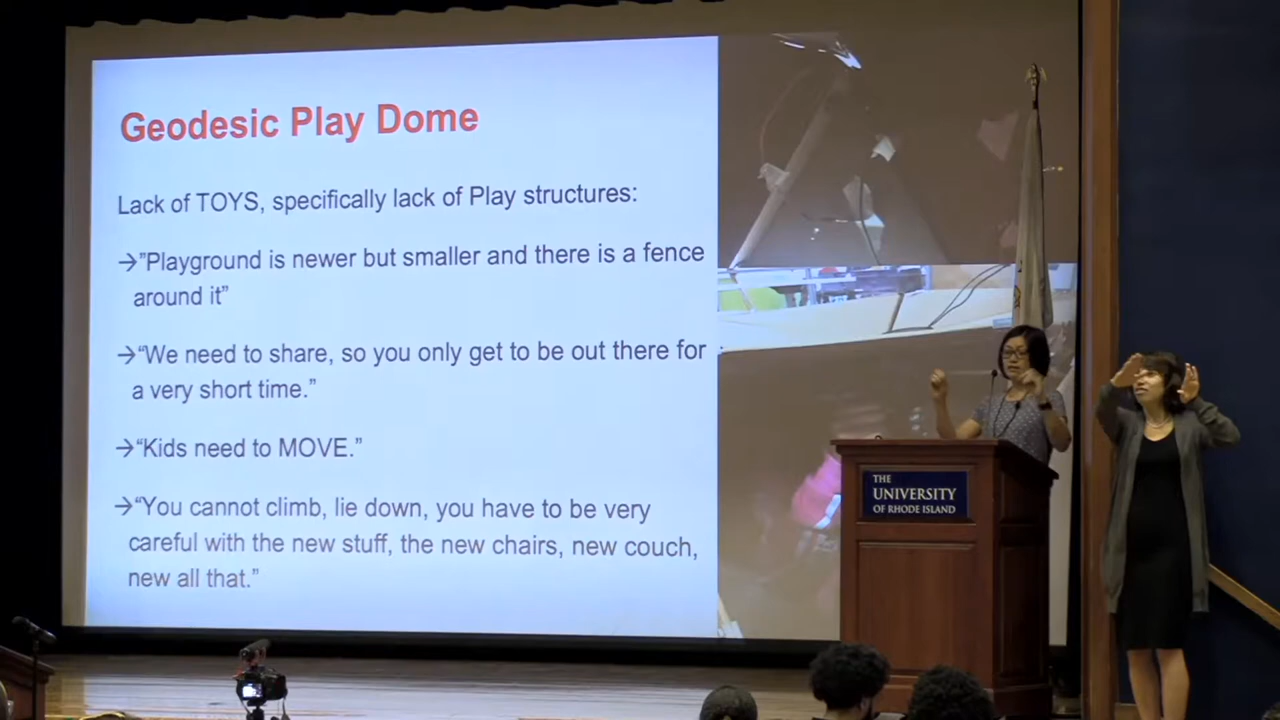 Geodesic Play Dome
Lack of TOYS, specifically lack of Play structures:
→"Playground is newer but smaller and there is a fence
around it"
→"We need to share, so you only get to be out there for
a very short time."
→"Kids need to MOVE."
→"You cannot climb, lie down, you have to be very
careful with the new stuff, the new chairs, new couch,
new all that."
THE
UNIVERSITY
OF RHODE ISLAND